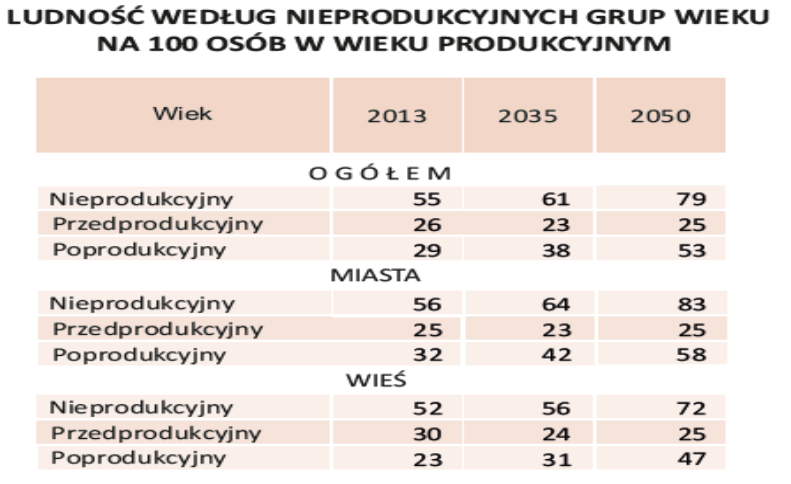 LUDNOŚĆ WEDŁUG NIEPRODUKCYJNYCH GRUP WIEKU
NA 100 OSÓB W WIEKU PRODUKCYJNYM
Wiek 2013 2035 2050
OGÓŁEM
Nieprodukcyjny 55 61 79
Przedprodukcyjny 26 23 25
Poprodukcyjny 29 38 53
MIASTA
Nieprodukcyjny 56 64 83
Przedprodukcyjny 25 23 25
Poprodukcyjny 32 42 58
WIEŚ
Nieprodukcyjny 52 56 72
Przedprodukcyjny 30 24 25
Poprodukcyjny 23 31 47